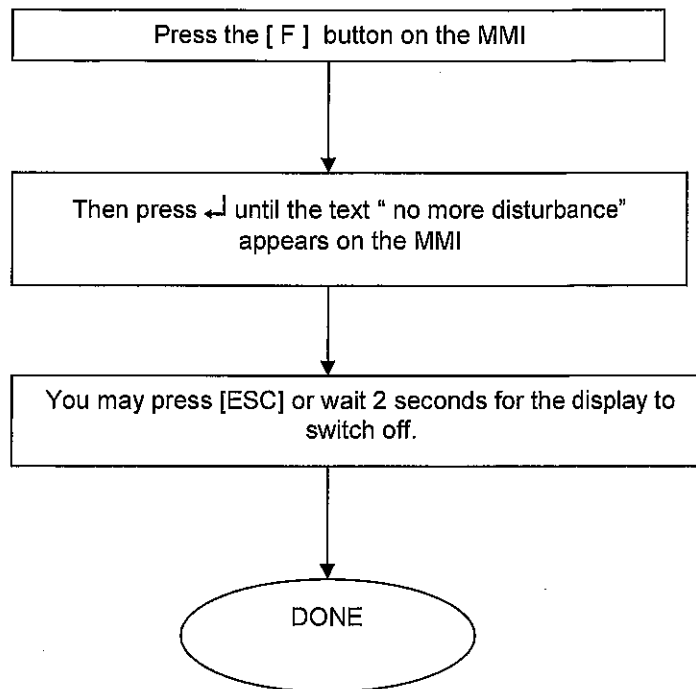 Press the [ F ] button on the MMI
Then press ↵ until the text “ no more disturbance”
appears on the MMI
You may press [ESC] or wait 2 seconds for the display to
switch off.
DONE